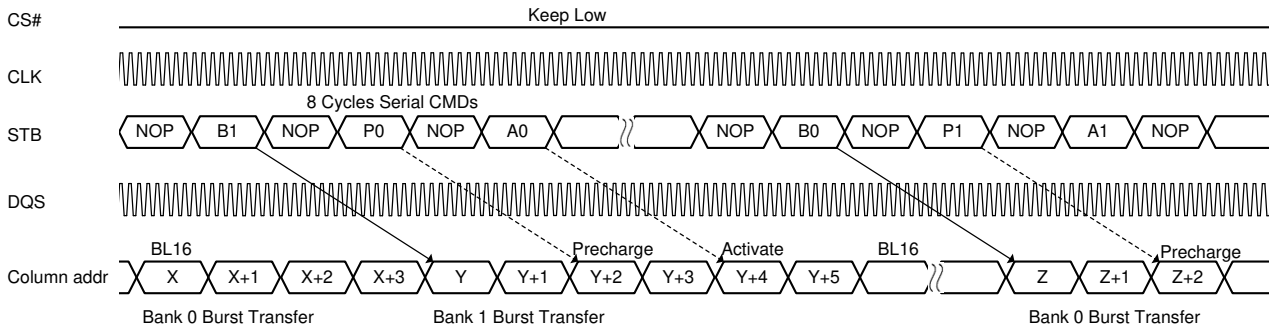 CS# Keep Low
CLK
8 Cycles Serial CMDs
STB NOP B1 NOP P0 NOP A0 NOP B0 NOP P1 NOP A1 NOP
DQS
BL16 Precharge Activate BL16 Precharge
Column addr X X+1 X+2 X+3 Y Y+1 Y+2 Y+3 Y+4 Y+5 Z Z+1 Z+2
Bank 0 Burst Transfer Bank 1 Burst Transfer Bank 0 Burst Transfer